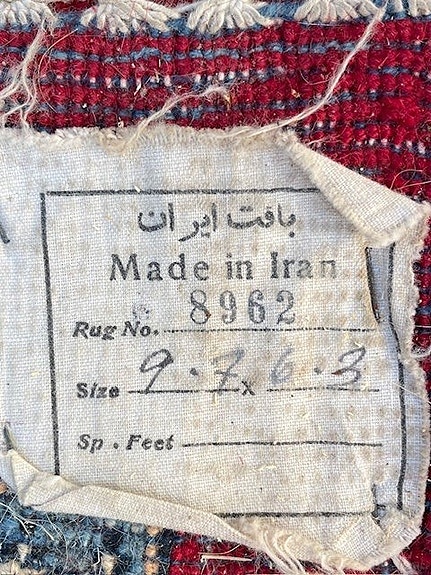 بافت ایران
Made in Iran
Rug No. 8962
Size 9.7 x 6.3
Sp. Feet